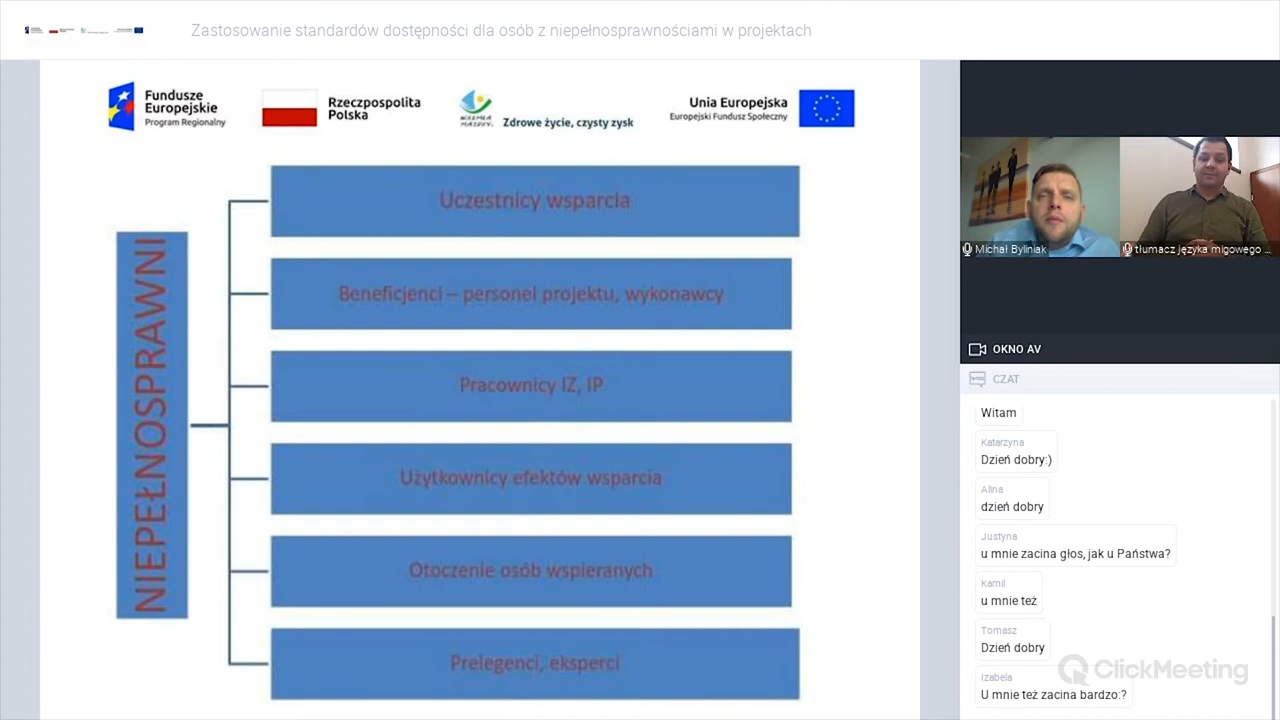 Zastosowanie standardów dostępności dla osób z niepełnosprawnościami w projektach
Fundusze
Europejskie
Program Regionalny
Rzeczpospolita
Polska
Zdrowe życie, czysty zysk
Unia Europejska
Europejski Fundusz Społeczny
NIEPEŁNOSPRAWNI
Uczestnicy wsparcia
Beneficjenci – personel projektu, wykonawcy
Pracownicy IZ, IP
Użytkownicy efektów wsparcia
Otoczenie osób wspieranych
Prelegenci, eksperci
Michał Byliniak
tłumacz języka migowego ...
OKNO AV
CZAT
Witam
Katarzyna
Dzień dobry:)
Alina
dzień dobry
Justyna
u mnie zacina głos, jak u Państwa?
Kamil
u mnie też
Tomasz
Dzień dobry
Izabela
U mnie też zacina bardzo:?
ClickMeeting